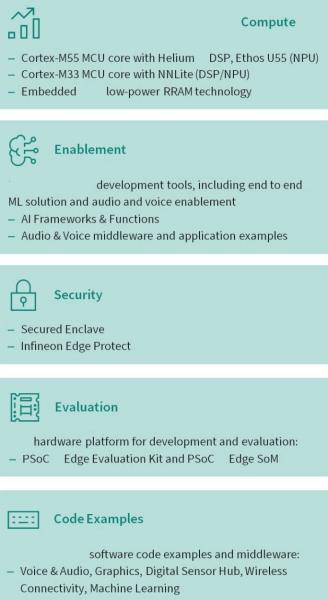 Compute
– Cortex-M55 MCU core with Helium DSP, Ethos U55 (NPU)
– Cortex-M33 MCU core with NNLite (DSP/NPU)
– Embedded low-power RRAM technology
Enablement
development tools, including end to end
ML solution and audio and voice enablement
– AI Frameworks & Functions
– Audio & Voice middleware and application examples
Security
– Secured Enclave
– Infineon Edge Protect
Evaluation
hardware platform for development and evaluation:
– PSoC Edge Evaluation Kit and PSoC Edge SoM
Code Examples
software code examples and middleware:
– Voice & Audio, Graphics, Digital Sensor Hub, Wireless
Connectivity, Machine Learning